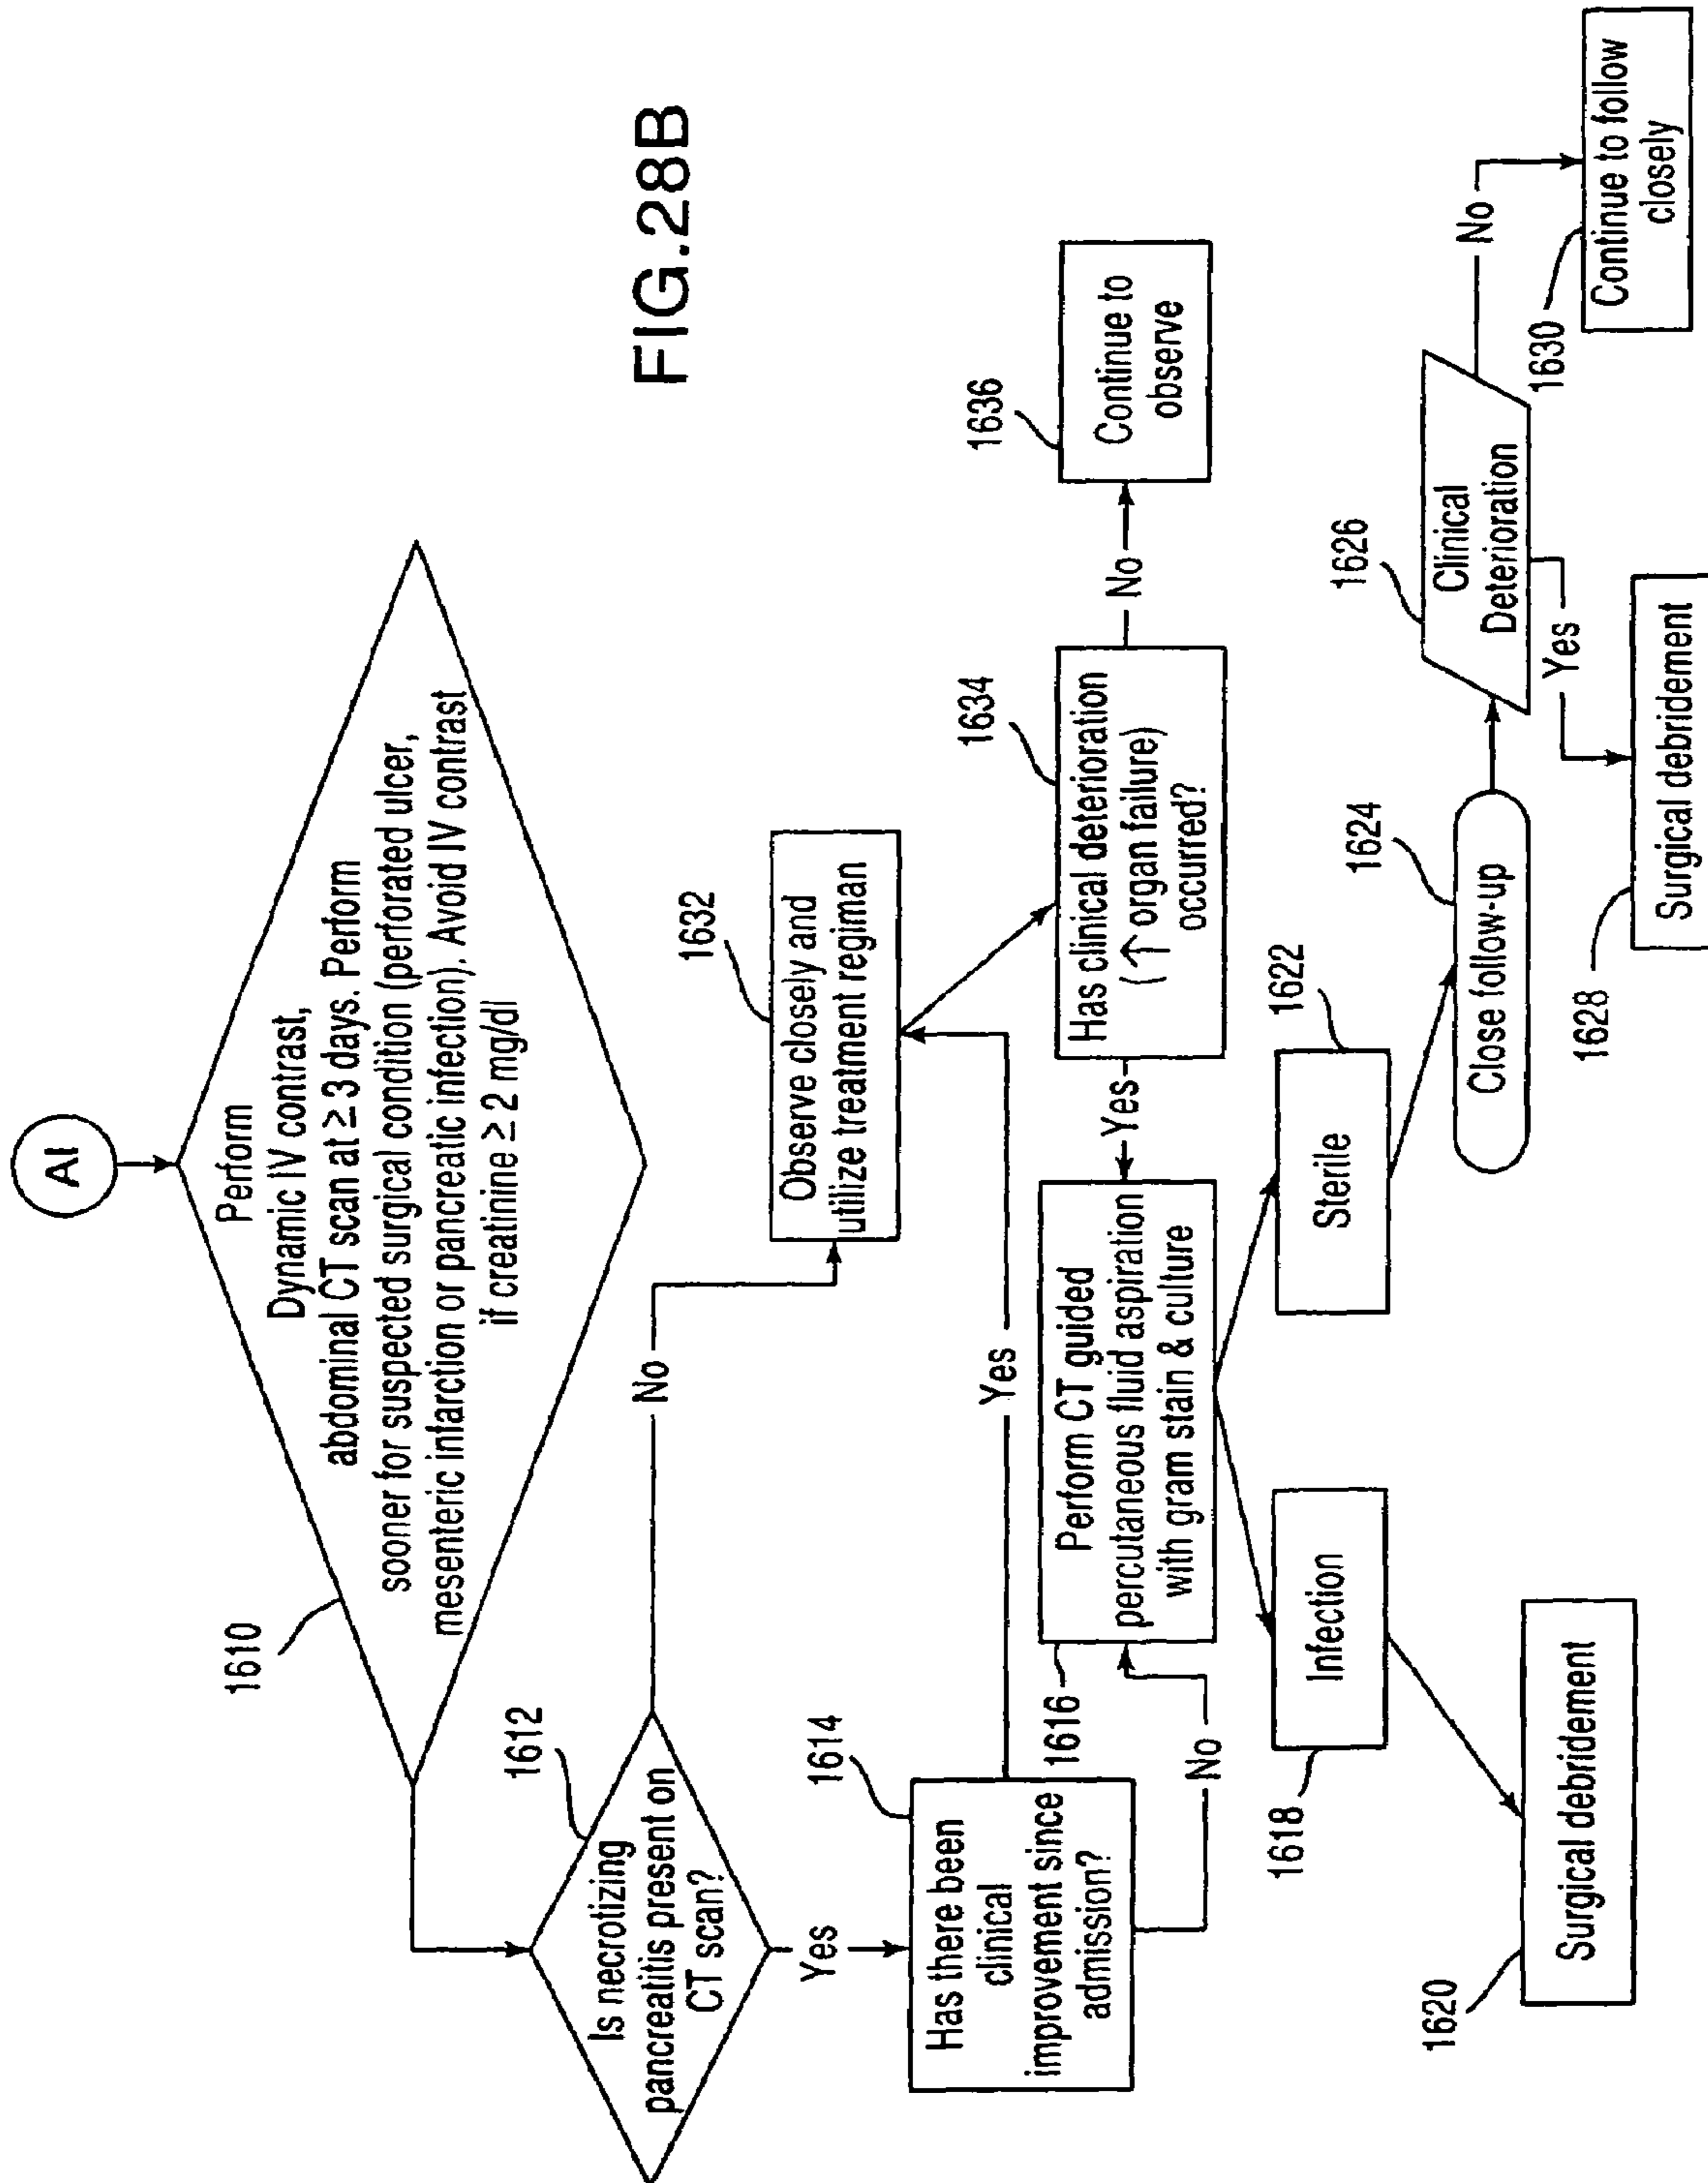 FIG.28B
AI
1610
Perform
Dynamic IV contrast,
abdominal CT scan at ≥ 3 days. Perform
sooner for suspected surgical condition (perforated ulcer,
mesenteric infarction or pancreatic infection). Avoid IV contrast
if creatinine ≥ 2 mg/dl
1612
Is necrotizing
pancreatitis present on
CT scan?
No
Yes
1632
Observe closely and
utilize treatment regiman
1614
Has there been
clinical
improvement since
admission?
Yes
No
1634
Has clinical deterioration
(↑ organ failure)
occurred?
No
Yes
1636
Continue to
observe
1616
Perform CT guided
percutaneous fluid aspiration
with gram stain & culture
1618
Infection
1622
Sterile
1620
Surgical debridement
1624
Close follow-up
1626
Clinical
Deterioration
No
Yes
1628
Surgical debridement
1630
Continue to follow
closely